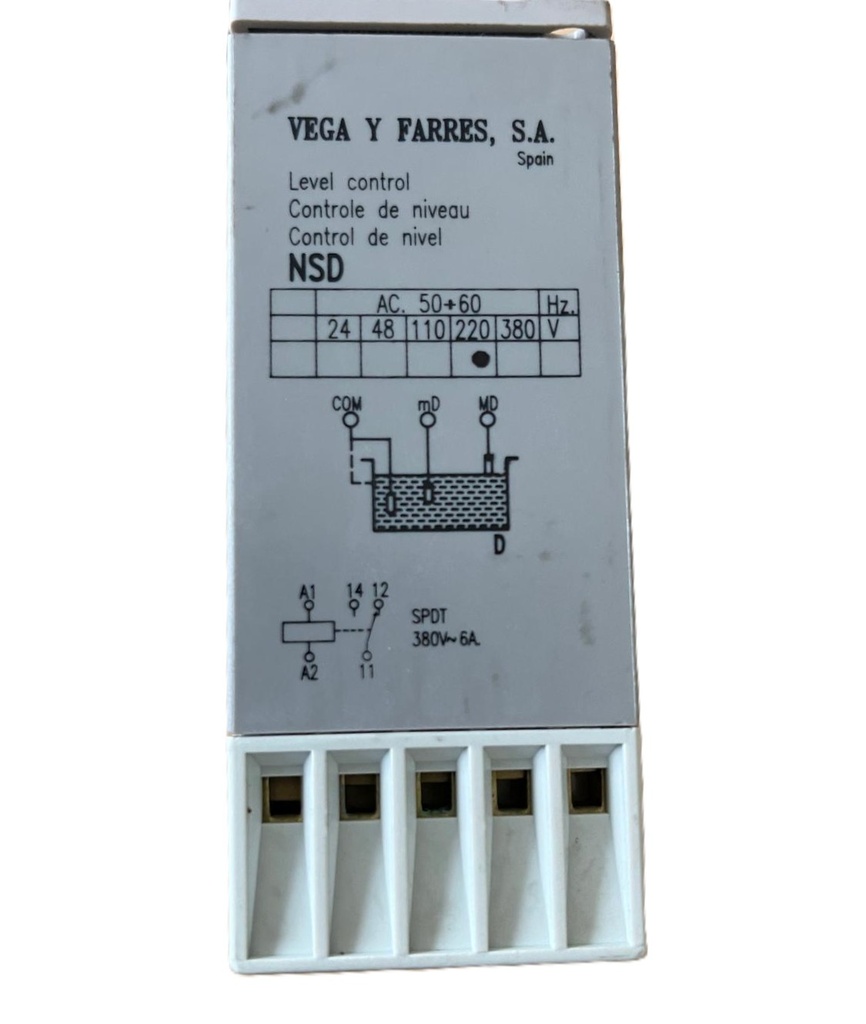 VEGA Y FARRES, S.A.
Spain
Level control
Controle de niveau
Control de nivel
NSD
AC. 50+60 Hz.
24 48 110 220 380 V
COM mD MD
D
A1 14 12
SPDT
380V~ 6A.
A2 11